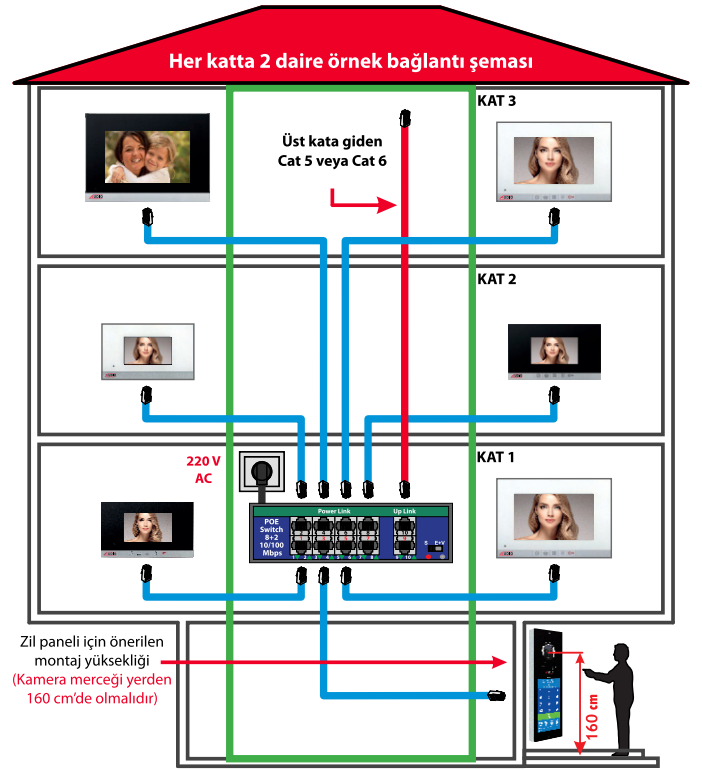 Her katta 2 daire örnek bağlantı şeması
KAT 3
Üst kata giden
Cat 5 veya Cat 6
KAT 2
KAT 1
220 V
AC
Power Link
Up Link
POE
Switch
8+2
10/100
Mbps
S E+V
Zil paneli için önerilen
montaj yüksekliği
(Kamera merceği yerden
160 cm'de olmalıdır)
160 cm